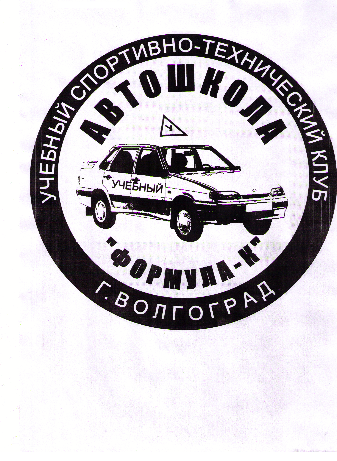 УЧЕБНЫЙ СПОРТИВНО-ТЕХНИЧЕСКИЙ КЛУБ
АВТОШКОЛА
У
УЧЕБНЫЙ
"ФОРМУЛА-К"
Г. ВОЛГОГРАД